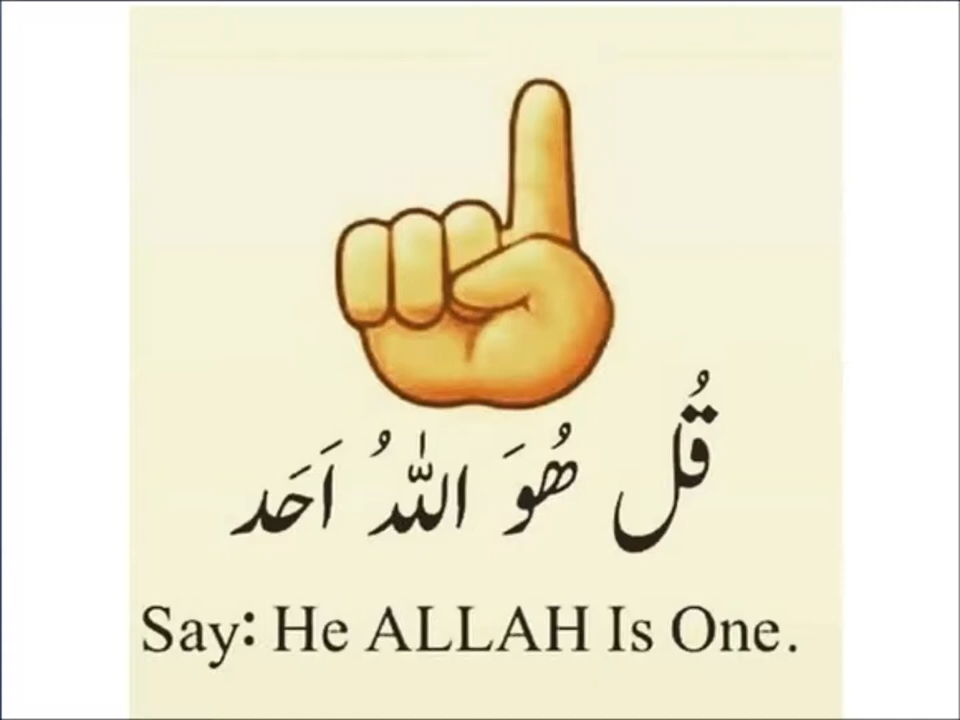 قُل هُوَ اللّٰهُ اَحَد
Say: He ALLAH Is One.